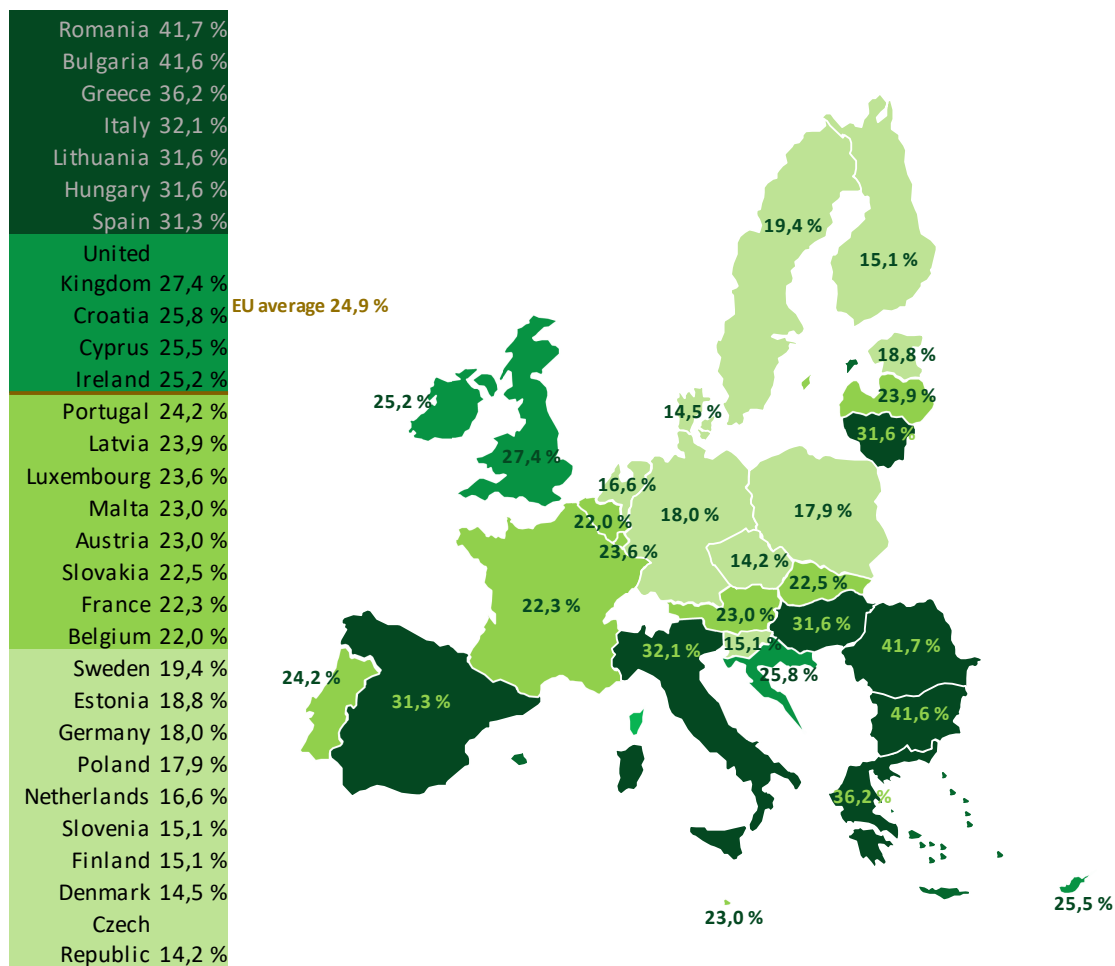 Romania 41,7 %
Bulgaria 41,6 %
Greece 36,2 %
Italy 32,1 %
Lithuania 31,6 %
Hungary 31,6 %
Spain 31,3 %
United
Kingdom 27,4 %
Croatia 25,8 %
Cyprus 25,5 %
Ireland 25,2 %
Portugal 24,2 %
Latvia 23,9 %
Luxembourg 23,6 %
Malta 23,0 %
Austria 23,0 %
Slovakia 22,5 %
France 22,3 %
Belgium 22,0 %
Sweden 19,4 %
Estonia 18,8 %
Germany 18,0 %
Poland 17,9 %
Netherlands 16,6 %
Slovenia 15,1 %
Finland 15,1 %
Denmark 14,5 %
Czech
Republic 14,2 %
EU average 24,9 %
19,4 %
15,1 %
18,8 %
23,9 %
25,2 %
14,5 %
31,6 %
27,4 %
16,6 %
18,0 %
17,9 %
22,0 %
23,6 %
14,2 %
22,5 %
22,3 %
23,0 %
31,6 %
32,1 %
15,1 %
41,7 %
24,2 %
25,8 %
31,3 %
41,6 %
36,2 %
23,0 %
25,5 %